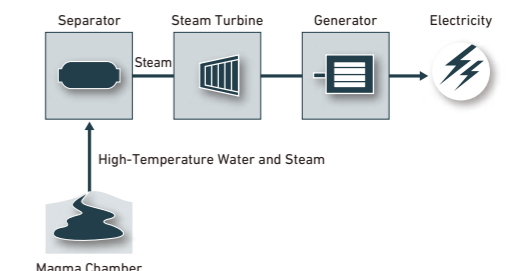 Separator
Steam Turbine
Generator
Electricity
Steam
High-Temperature Water and Steam
Magma Chamber